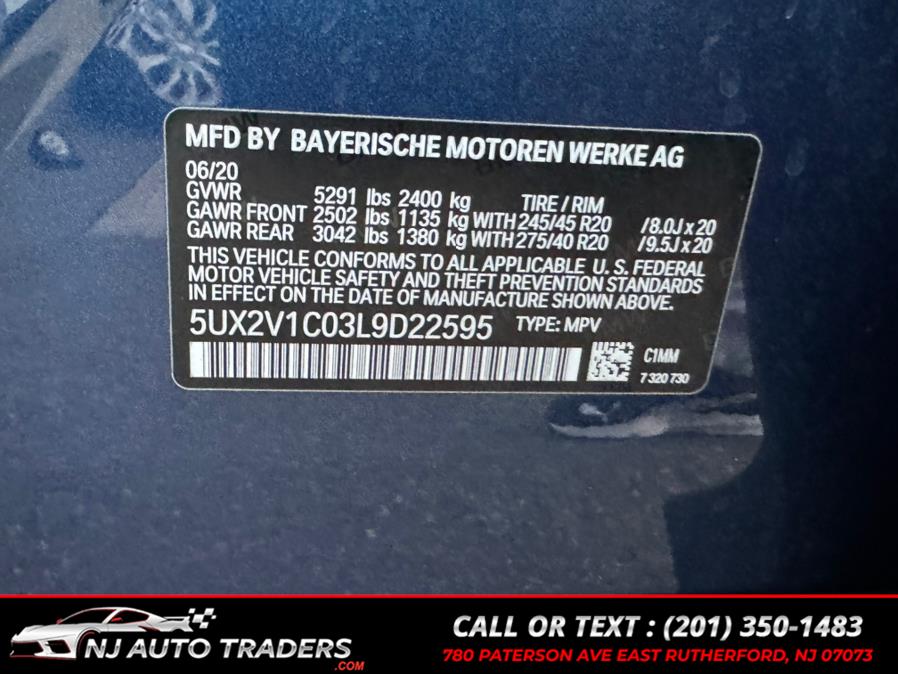 MFD BY BAYERISCHE MOTOREN WERKE AG
06/20
GVWR 5291 lbs 2400 kg TIRE / RIM
GAWR FRONT 2502 lbs 1135 kg WITH 245/45 R20 /8.0J x 20
GAWR REAR 3042 lbs 1380 kg WITH 275/40 R20 /9.5J x 20
THIS VEHICLE CONFORMS TO ALL APPLICABLE U. S. FEDERAL
MOTOR VEHICLE SAFETY AND THEFT PREVENTION STANDARDS
IN EFFECT ON THE DATE OF MANUFACTURE SHOWN ABOVE.
5UX2V1C03L9D22595 TYPE: MPV
C1MM
7 320 730
NJ AUTO TRADERS
.COM
CALL OR TEXT : (201) 350-1483
780 PATERSON AVE EAST RUTHERFORD, NJ 07073